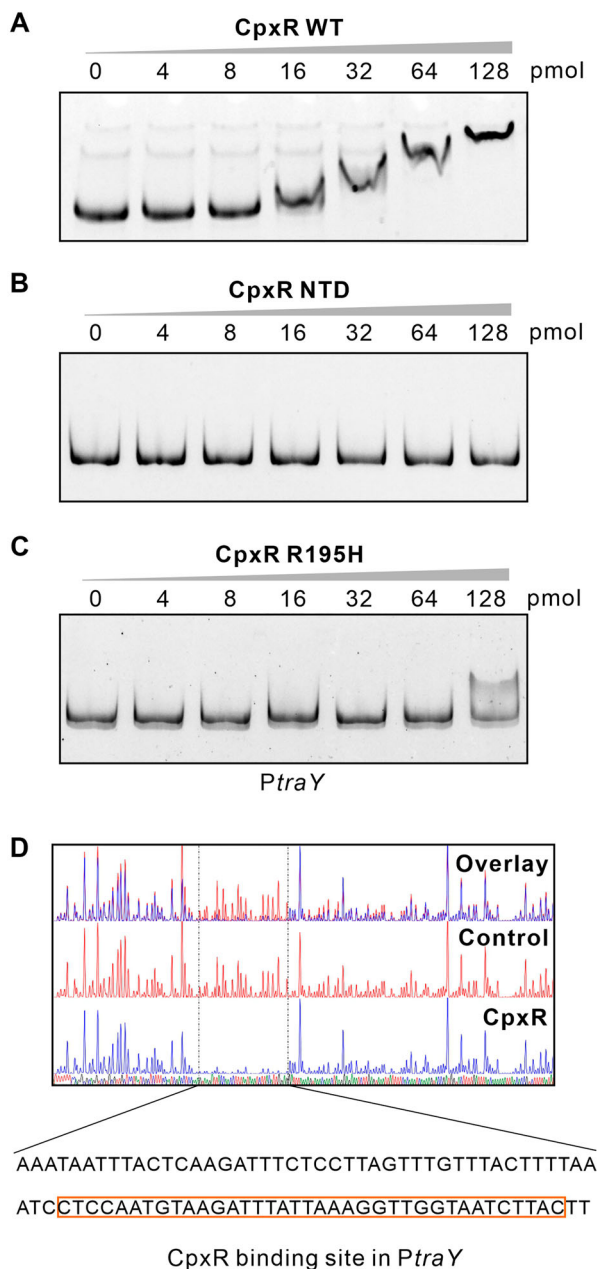 A
CpxR WT
0 4 8 16 32 64 128 pmol
B
CpxR NTD
0 4 8 16 32 64 128 pmol
C
CpxR R195H
0 4 8 16 32 64 128 pmol
PtraY
D
Overlay
Control
CpxR
AAATAATTTACTCAAGATTTCTCCTTAGTTTGTTTACTTTTAA
ATCCTCCAATGTAAGATTTATTAAAGGTTGGTAATCTTACTT
CpxR binding site in PtraY